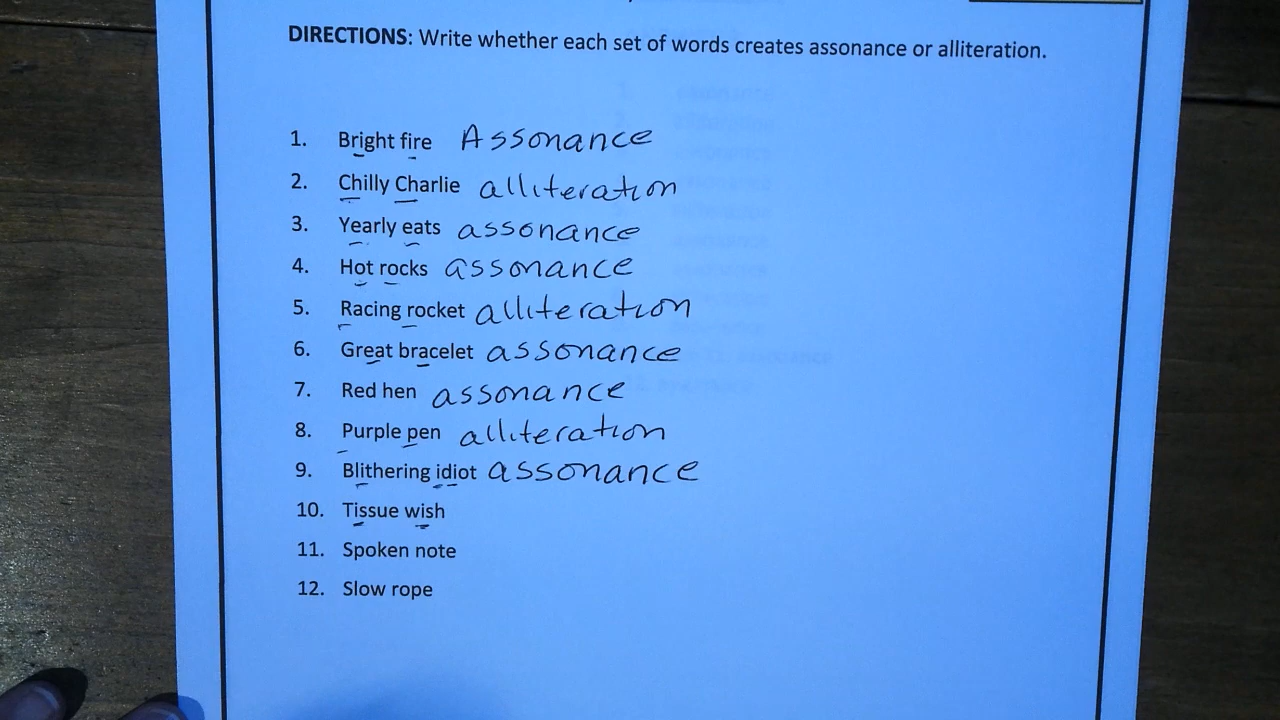 DIRECTIONS: Write whether each set of words creates assonance or alliteration.
1. Bright fire Assonance
2. Chilly Charlie alliteration
3. Yearly eats assonance
4. Hot rocks assonance
5. Racing rocket alliteration
6. Great bracelet assonance
7. Red hen assonance
8. Purple pen alliteration
9. Blithering idiot assonance
10. Tissue wish
11. Spoken note
12. Slow rope